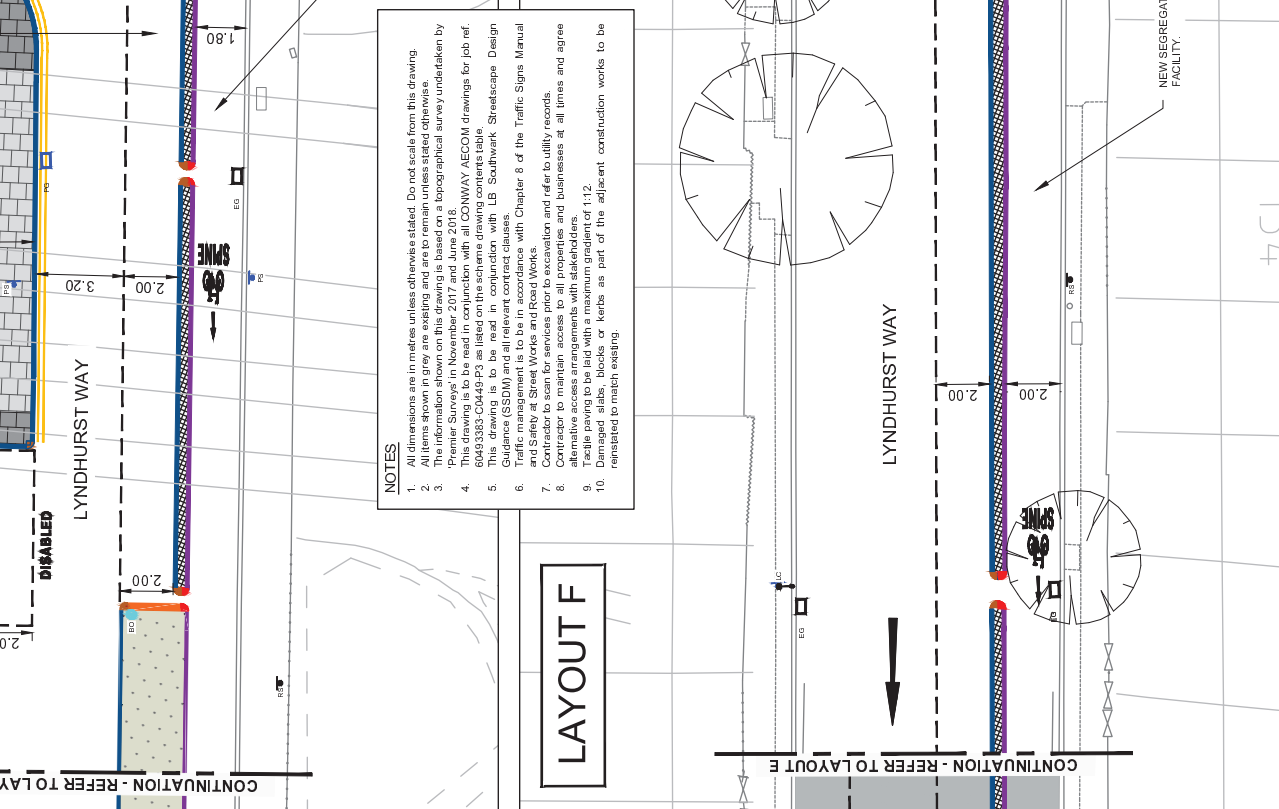 NOTES
1. All dimensions are in metres unless otherwise stated. Do not scale from this drawing.
2. All items shown in grey are existing and are to remain unless stated otherwise.
3. The information shown on this drawing is based on a topographical survey undertaken by
'Premier Surveys' in November 2017 and June 2018.
4. This drawing is to be read in conjunction with all CONWAY AECOM drawings for job ref.
60493383-C0449-P3 as listed on the scheme drawing contents table.
5. This drawing is to be read in conjunction with LB Southwark Streetscape Design
Guidance (SSDM) and all relevant contract clauses.
6. Traffic management is to be in accordance with Chapter 8 of the Traffic Signs Manual
and Safety at Street Works and Road Works.
7. Contractor to scan for services prior to excavation and refer to utility records.
8. Contractor to maintain access to all properties and businesses at all times and agree
alternative access arrangements with stakeholders.
9. Tactile paving to be laid with a maximum gradient of 1:12.
10. Damaged slabs, blocks or kerbs as part of the adjacent construction works to be
reinstated to match existing.
LAYOUT F
LYNDHURST WAY
LYNDHURST WAY
DISABLED
SPINE
SPINE
NEW SEGREGAT
FACILITY.
CONTINUATION - REFER TO LAY
CONTINUATION - REFER TO LAYOUT E
1.80
3.20
2.00
2.00
2.0
2.00
2.00
PS
EG
PS
BO
RS
LC
EG
RS
EG